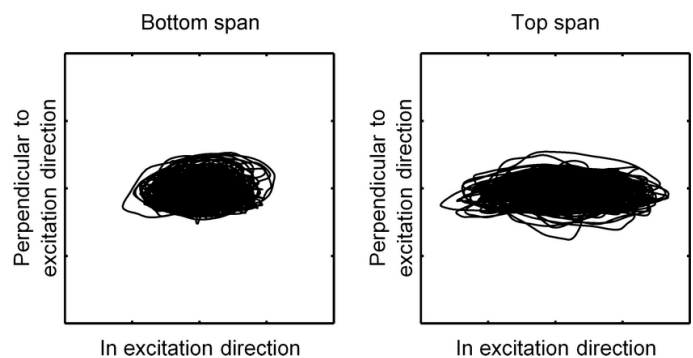 Bottom span
Perpendicular to
excitation direction
In excitation direction
Top span
Perpendicular to
excitation direction
In excitation direction